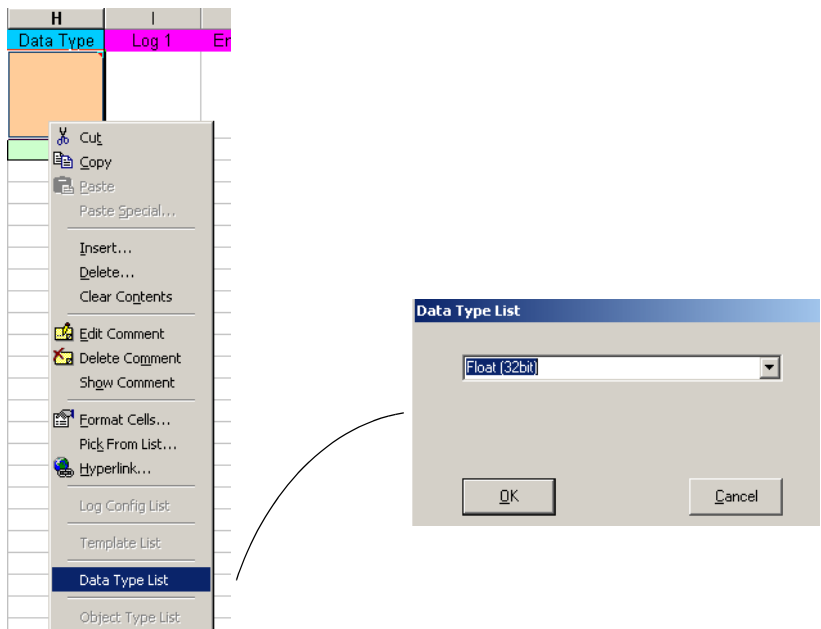 H I
Data Type Log 1 Er
Cut
Copy
Paste
Paste Special...
Insert...
Delete...
Clear Contents
Edit Comment
Delete Comment
Show Comment
Format Cells...
Pick From List...
Hyperlink...
Log Config List
Template List
Data Type List
Object Type List
Data Type List
Float (32bit)
OK Cancel